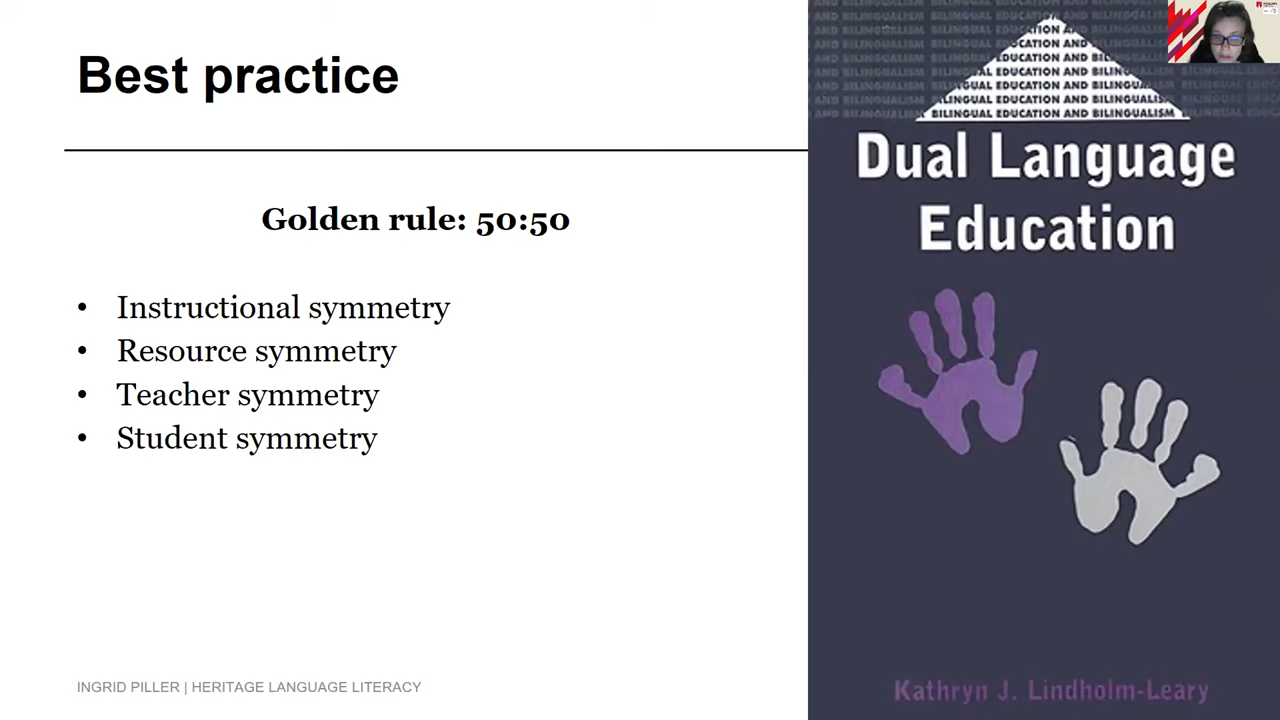 Best practice
Golden rule: 50:50
• Instructional symmetry
• Resource symmetry
• Teacher symmetry
• Student symmetry
INGRID PILLER | HERITAGE LANGUAGE LITERACY
BILINGUAL EDUCATION AND BILINGUALISM
Dual Language
Education
Kathryn J. Lindholm-Leary